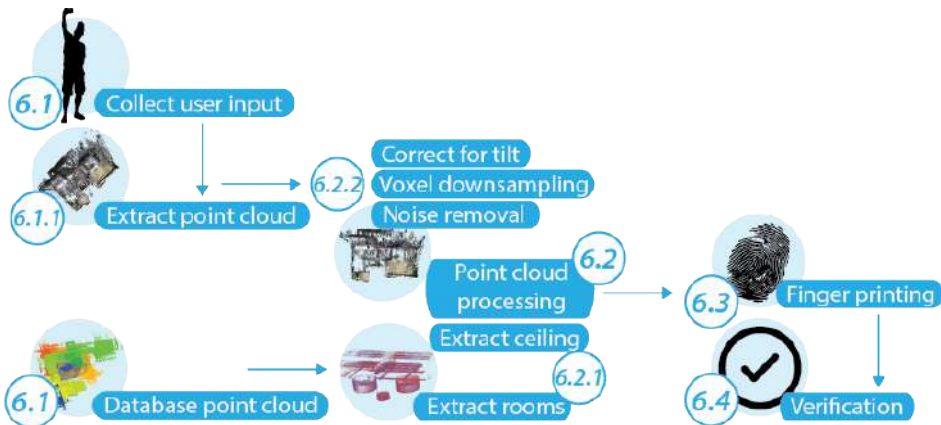 6.1
Collect user input
6.1.1
Extract point cloud
6.2.2
Correct for tilt
Voxel downsampling
Noise removal
6.2
Point cloud
processing
6.1
Database point cloud
Extract ceiling
6.2.1
Extract rooms
6.3
Finger printing
6.4
Verification